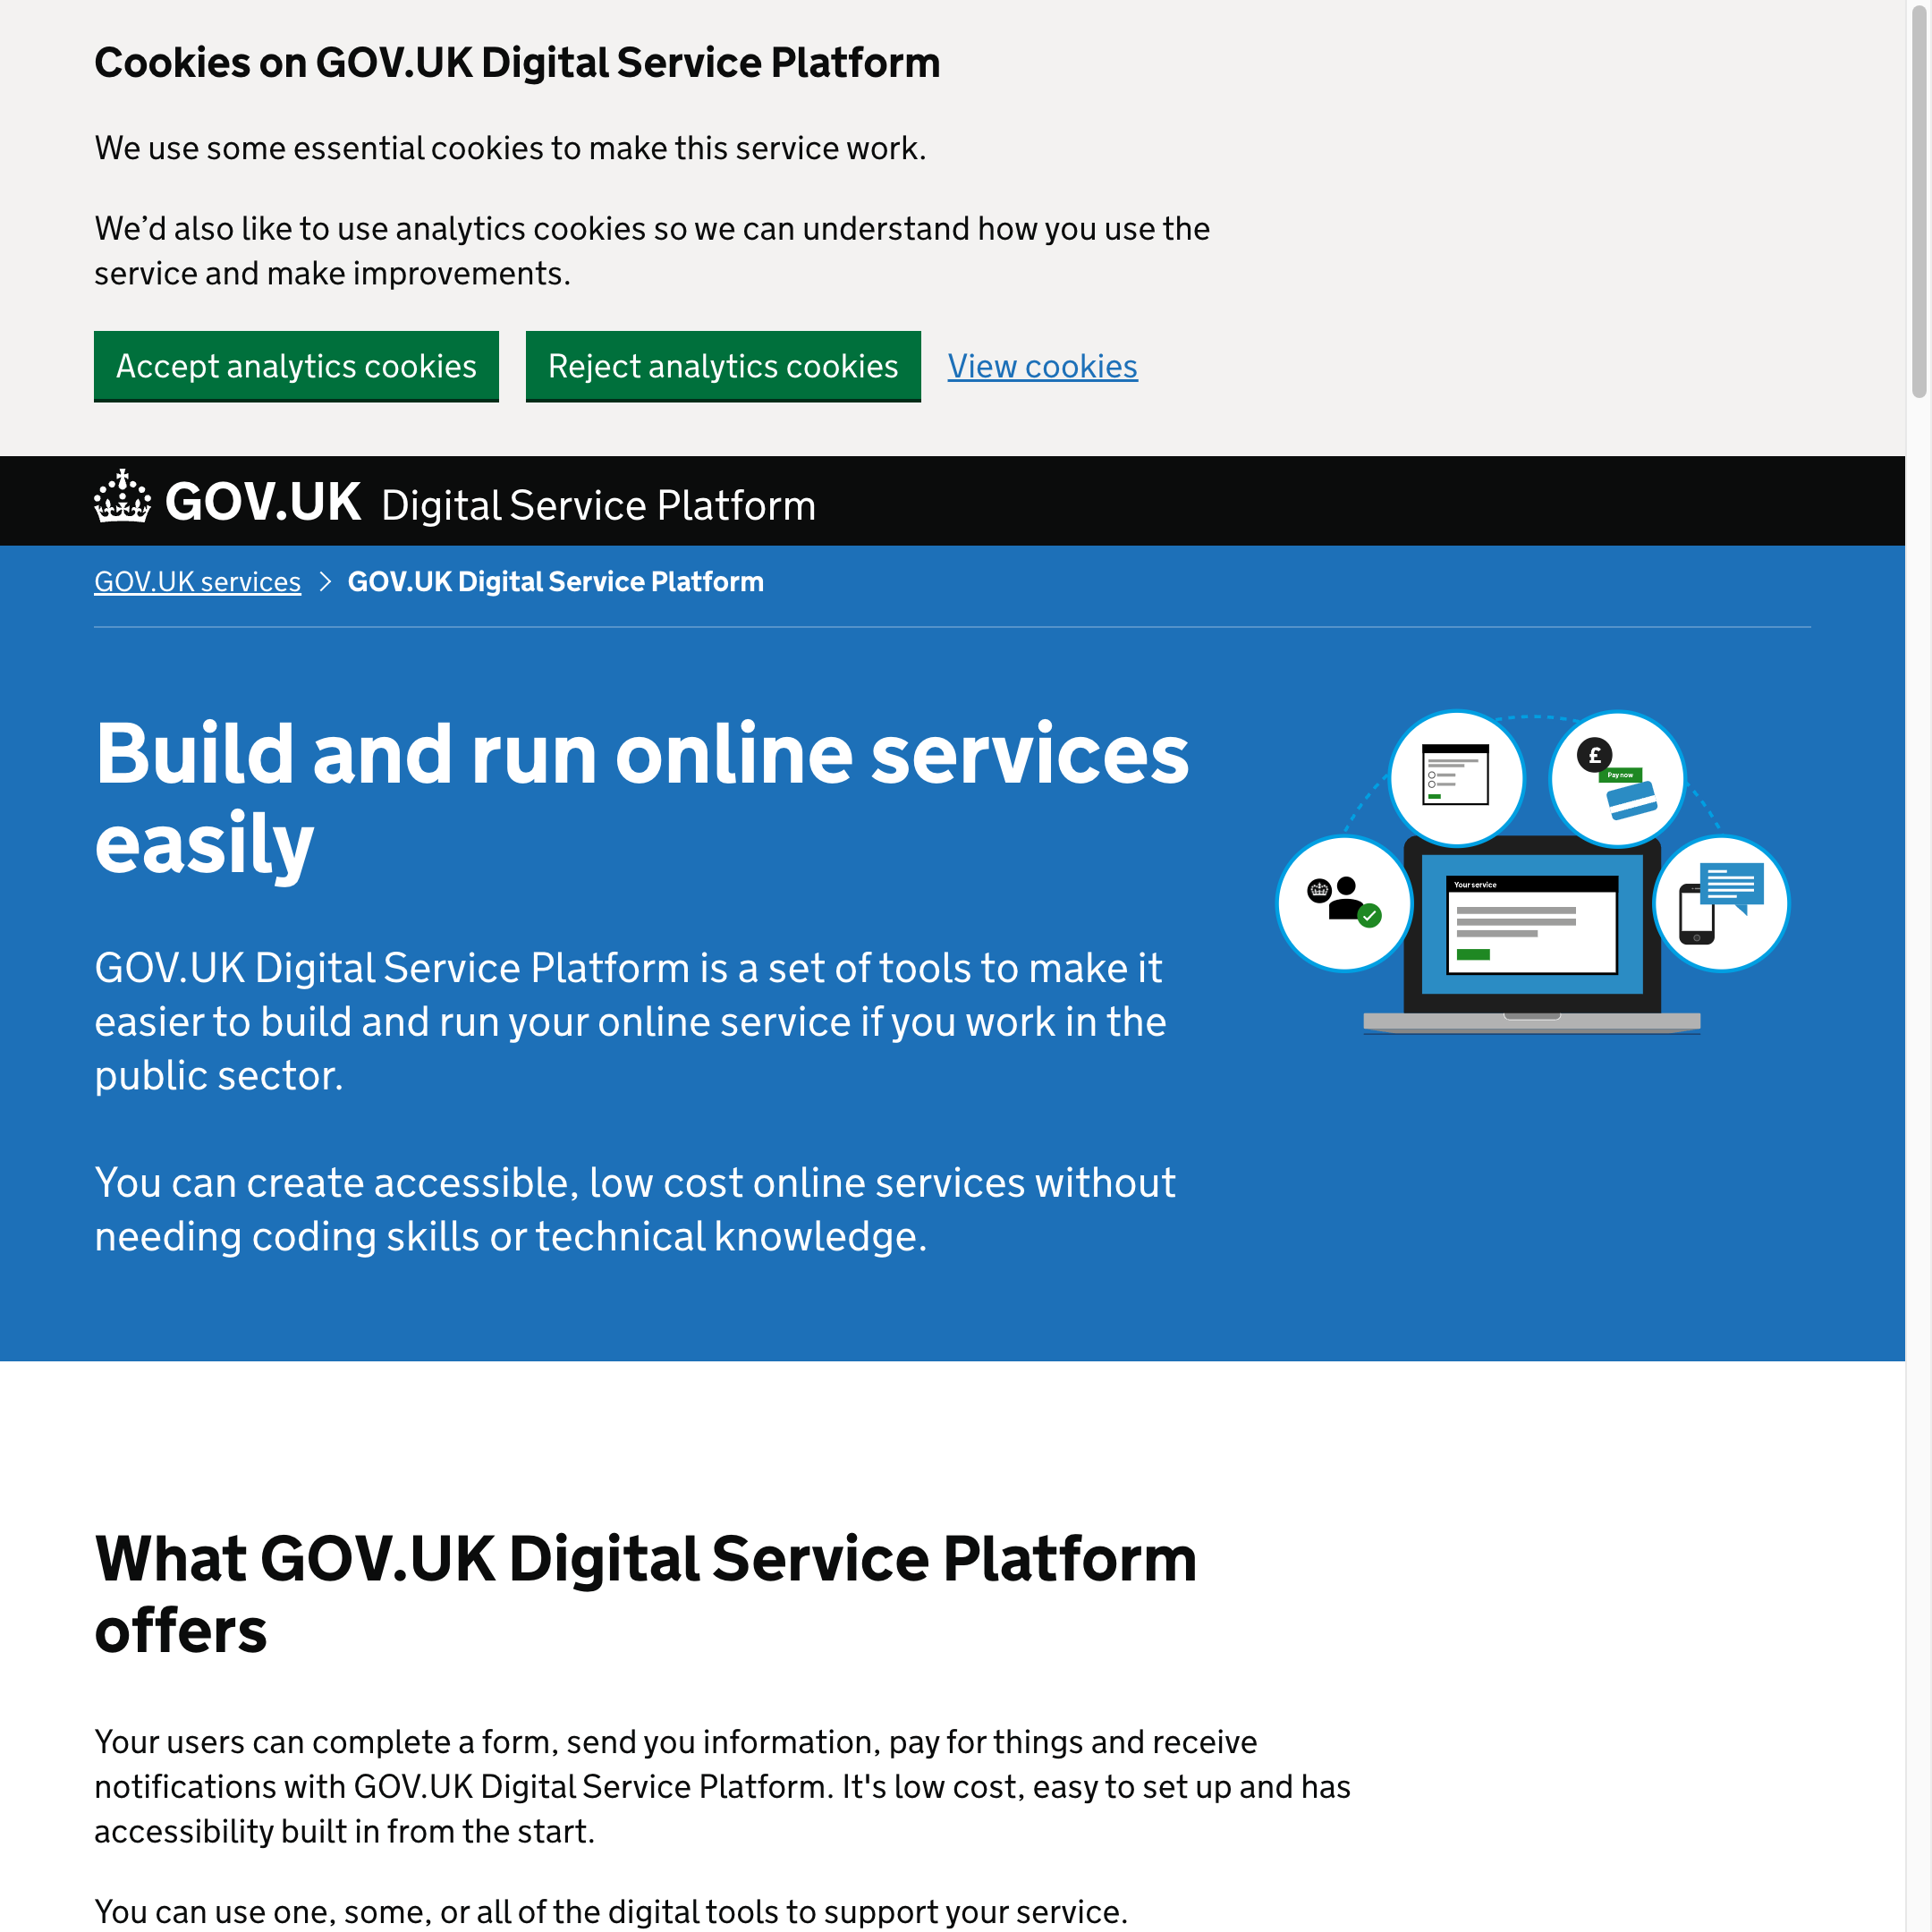 Cookies on GOV.UK Digital Service Platform
We use some essential cookies to make this service work.
We’d also like to use analytics cookies so we can understand how you use the
service and make improvements.
Accept analytics cookies
Reject analytics cookies
View cookies
GOV.UK Digital Service Platform
GOV.UK services > GOV.UK Digital Service Platform
Build and run online services
easily
£
Pay now
Your service
GOV.UK Digital Service Platform is a set of tools to make it
easier to build and run your online service if you work in the
public sector.
You can create accessible, low cost online services without
needing coding skills or technical knowledge.
What GOV.UK Digital Service Platform
offers
Your users can complete a form, send you information, pay for things and receive
notifications with GOV.UK Digital Service Platform. It's low cost, easy to set up and has
accessibility built in from the start.
You can use one, some, or all of the digital tools to support your service.